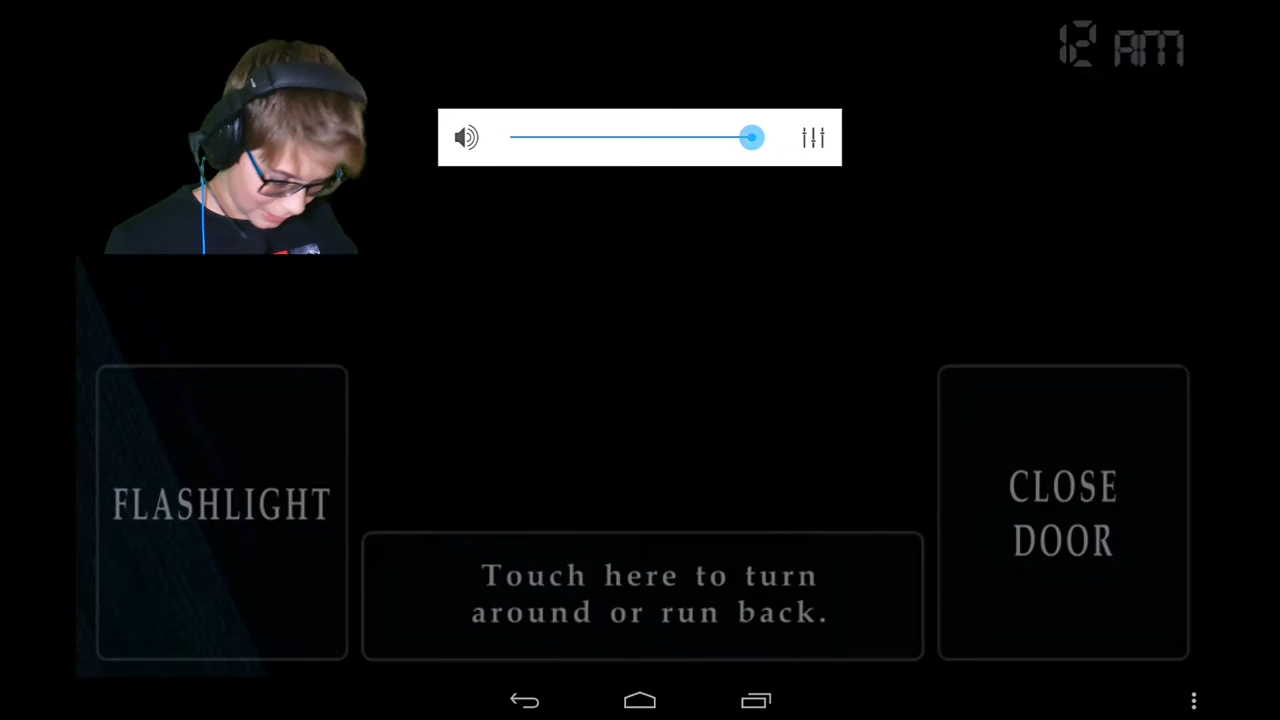 12 AM
FLASHLIGHT
CLOSE
DOOR
Touch here to turn
around or run back.